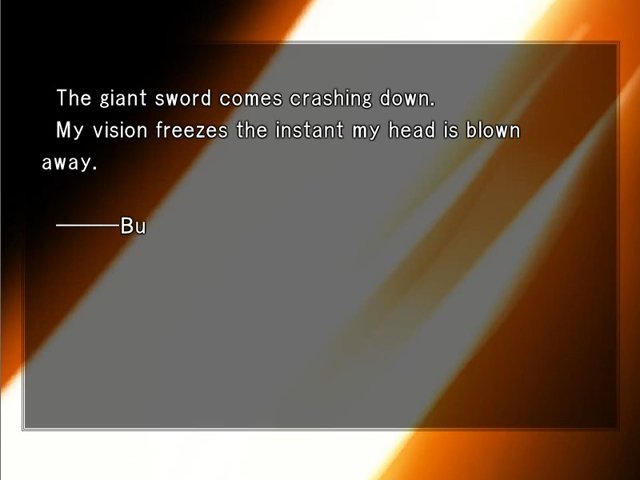 The giant sword comes crashing down.
My vision freezes the instant my head is blown
away.
———Bu